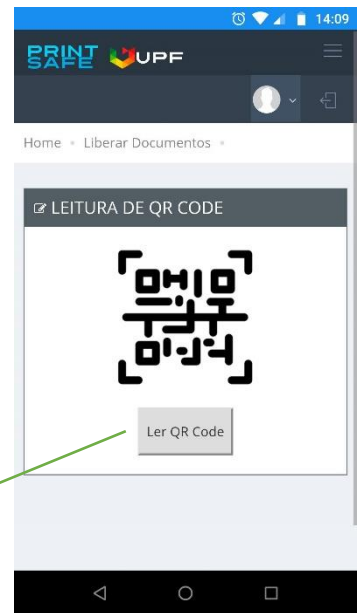 14:09
PRINT SAFE UPF
Home Liberar Documentos
LEITURA DE QR CODE
Ler QR Code